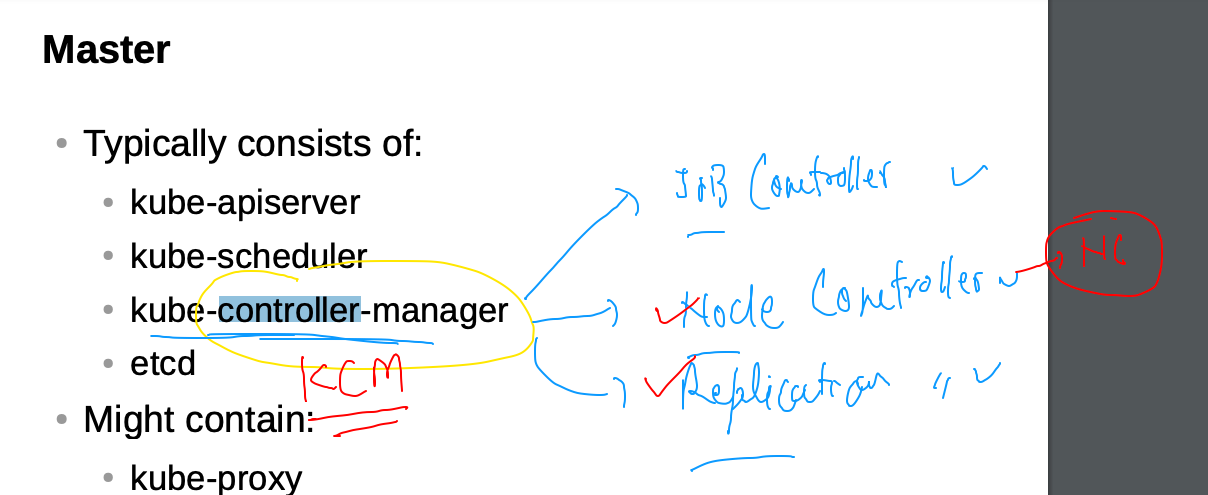 Master
Typically consists of:
kube-apiserver
kube-scheduler
kube-controller-manager
etcd
KCM
Might contain:
kube-proxy
JOB Controller
Node Controller
NC
Replication "